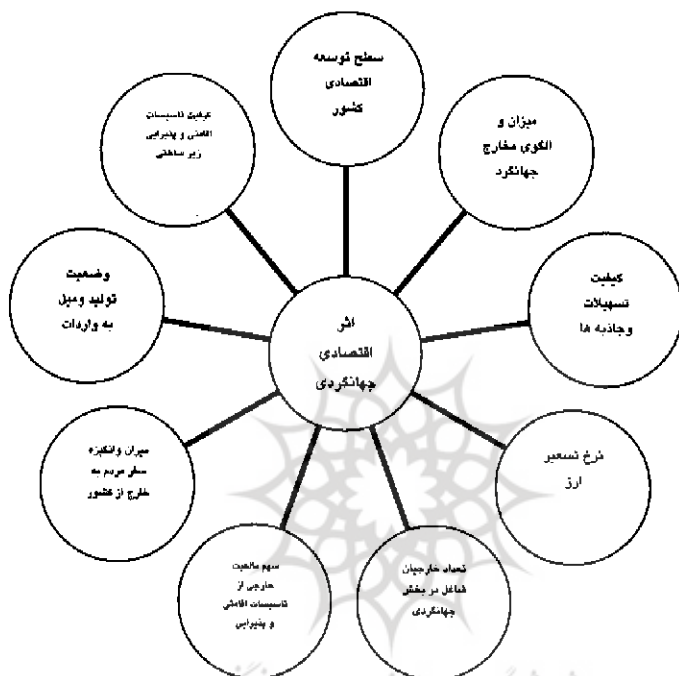 سطح توسعه
اقتصادی
کشور
میزان و
الگوی مخارج
جهانگرد
کیفیت
تسهیلات
وجاذبه ها
نرخ تسعیر
ارز
تعداد خارجیان
شاغل در بخش
جهانگردی
سهم مالکیت
خارجی از
تاسیسات اقامتی
و پذیرایی
میزان وانگیزه
سفر مردم به
خارج از کشور
وضعیت
تولید ومیل
به واردات
کیفیت تاسیسات
اقامتی و پذیرایی
زیر ساختی
اثر
اقتصادی
جهانگردی